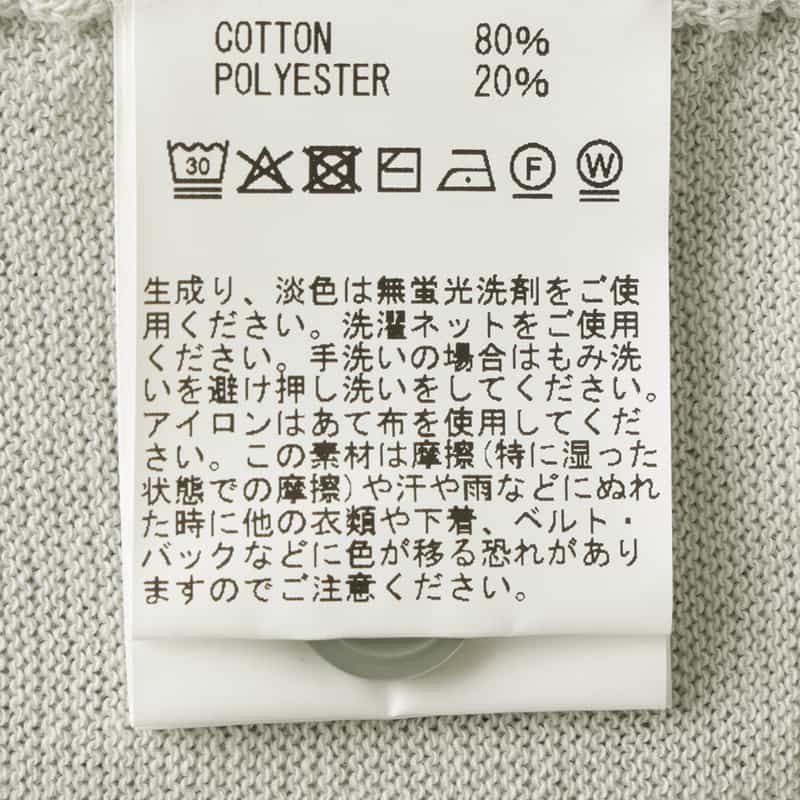 COTTON 80%
POLYESTER 20%
30 F W
生成り、淡色は無蛍光洗剤をご使
用ください。洗濯ネットをご使用
ください。手洗いの場合はもみ洗
いを避け押し洗いをしてください。
アイロンはあて布を使用してくだ
さい。この素材は摩擦(特に湿った
状態での摩擦)や汗や雨などにぬれ
た時に他の衣類や下着、ベルト・
バックなどに色が移る恐れがあり
ますのでご注意ください。